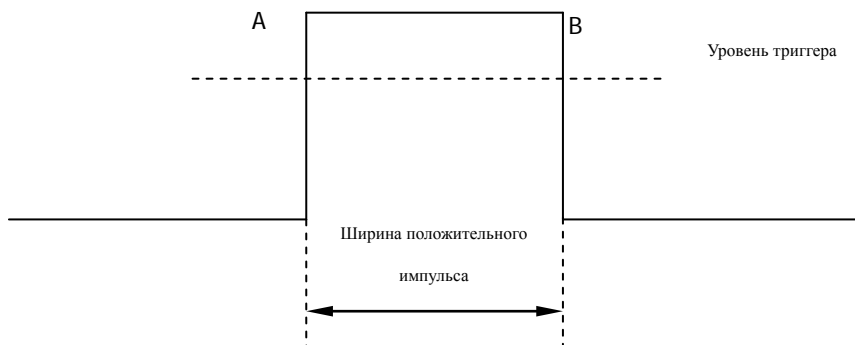 A
B
Уровень триггера
Ширина положительного
импульса